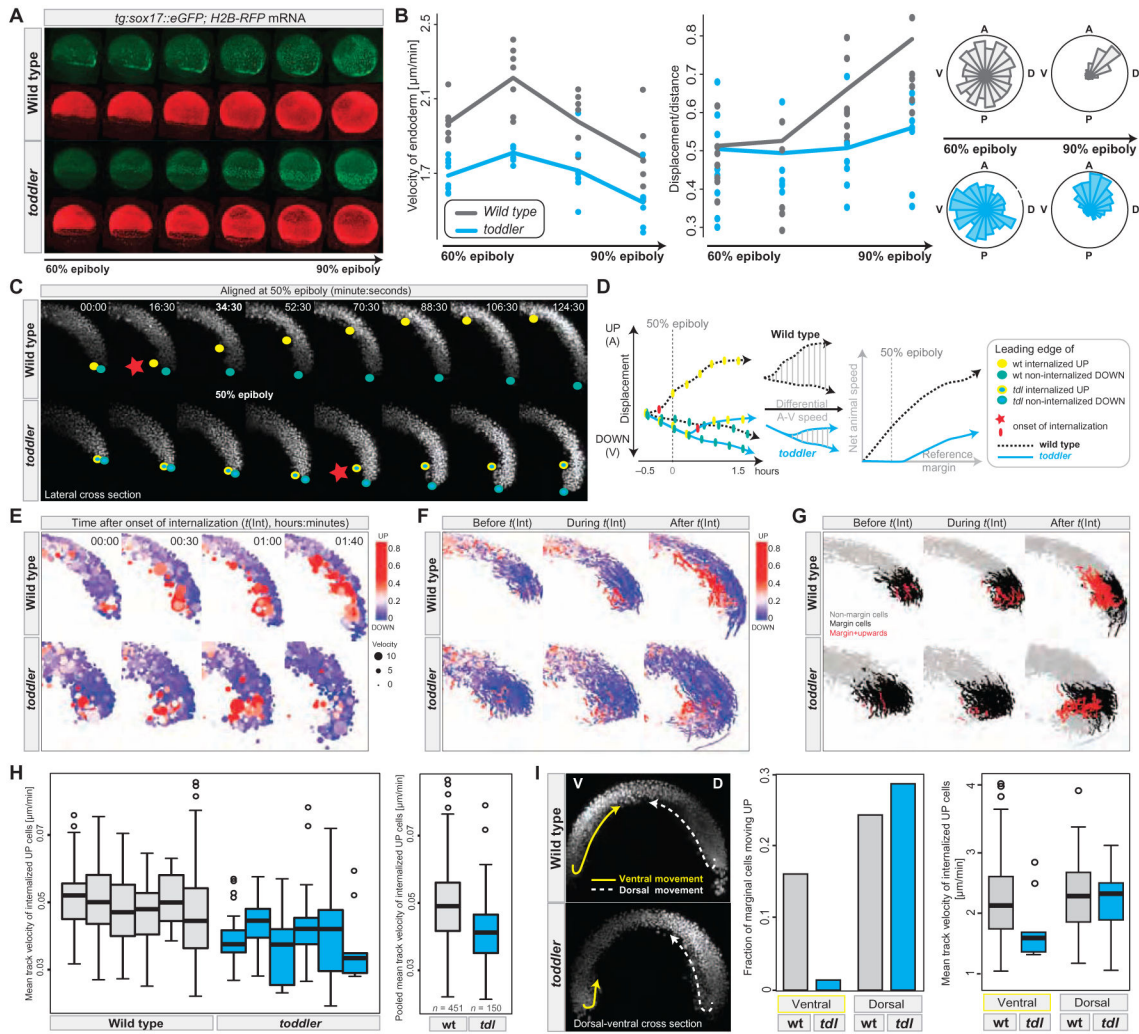 A
tg:sox17::eGFP; H2B-RFP mRNA
Wild type
toddler
60% epiboly
90% epiboly
B
Velocity of endoderm [µm/min]
2.5
2.1
1.7
Wild type
toddler
60% epiboly
90% epiboly
Displacement/distance
0.8
0.7
0.6
0.5
0.4
0.3
60% epiboly
90% epiboly
A
V
D
P
A
V
D
P
60% epiboly
90% epiboly
A
V
D
P
A
V
D
P
C
Aligned at 50% epiboly (minute:seconds)
Wild type
00:00
16:30
34:30
52:30
70:30
88:30
106:30
124:30
50% epiboly
toddler
Lateral cross section
D
UP
(A)
Displacement
DOWN
(V)
50% epiboly
–0.5
0
1.5
hours
Wild type
Differential
A-V speed
toddler
Net animal speed
50% epiboly
Reference
margin
0
Leading edge of
wt internalized UP
wt non-internalized DOWN
tdl internalized UP
tdl non-internalized DOWN
onset of internalization
wild type
toddler
E
Time after onset of internalization (t(Int), hours:minutes)
Wild type
toddler
00:00
00:30
01:00
01:40
UP
0.8
0.6
0.4
0.2
0
DOWN
Velocity
10
5
0
F
Before t(Int)
During t(Int)
After t(Int)
Wild type
toddler
UP
0.8
0.6
0.4
0.2
0
DOWN
G
Before t(Int)
During t(Int)
After t(Int)
Wild type
toddler
Non-margin cells
Margin cells
Margin+upwards
H
Mean track velocity of internalized UP cells [µm/min]
0.07
0.05
0.03
Wild type
toddler
Pooled mean track velocity of internalized UP cells [µm/min]
0.07
0.05
0.03
n = 451
n = 150
wt
tdl
I
V
D
Wild type
Ventral movement
Dorsal movement
toddler
Dorsal-ventral cross section
Fraction of marginal cells moving UP
0.3
0.2
0.1
0
Ventral
Dorsal
wt
tdl
wt
tdl
Mean track velocity of internalized UP cells
[µm/min]
4
3
2
1
Ventral
Dorsal
wt
tdl
wt
tdl